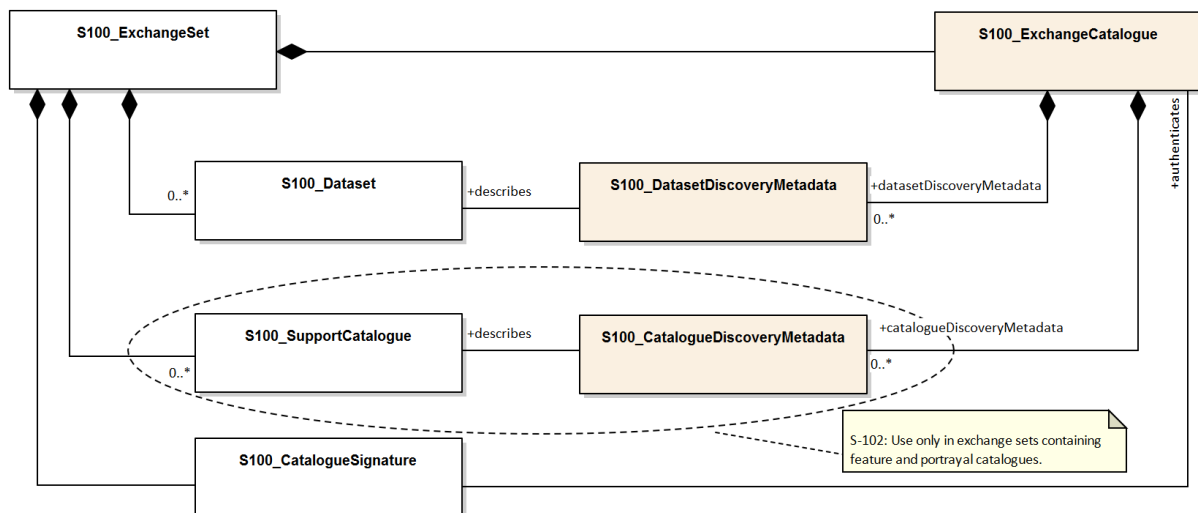 S100_ExchangeSet
S100_ExchangeCatalogue
+authenticates
S100_Dataset
0..*
+describes
S100_DatasetDiscoveryMetadata
+datasetDiscoveryMetadata
0..*
S100_SupportCatalogue
0..*
+describes
S100_CatalogueDiscoveryMetadata
+catalogueDiscoveryMetadata
0..*
S-102: Use only in exchange sets containing
feature and portrayal catalogues.
S100_CatalogueSignature